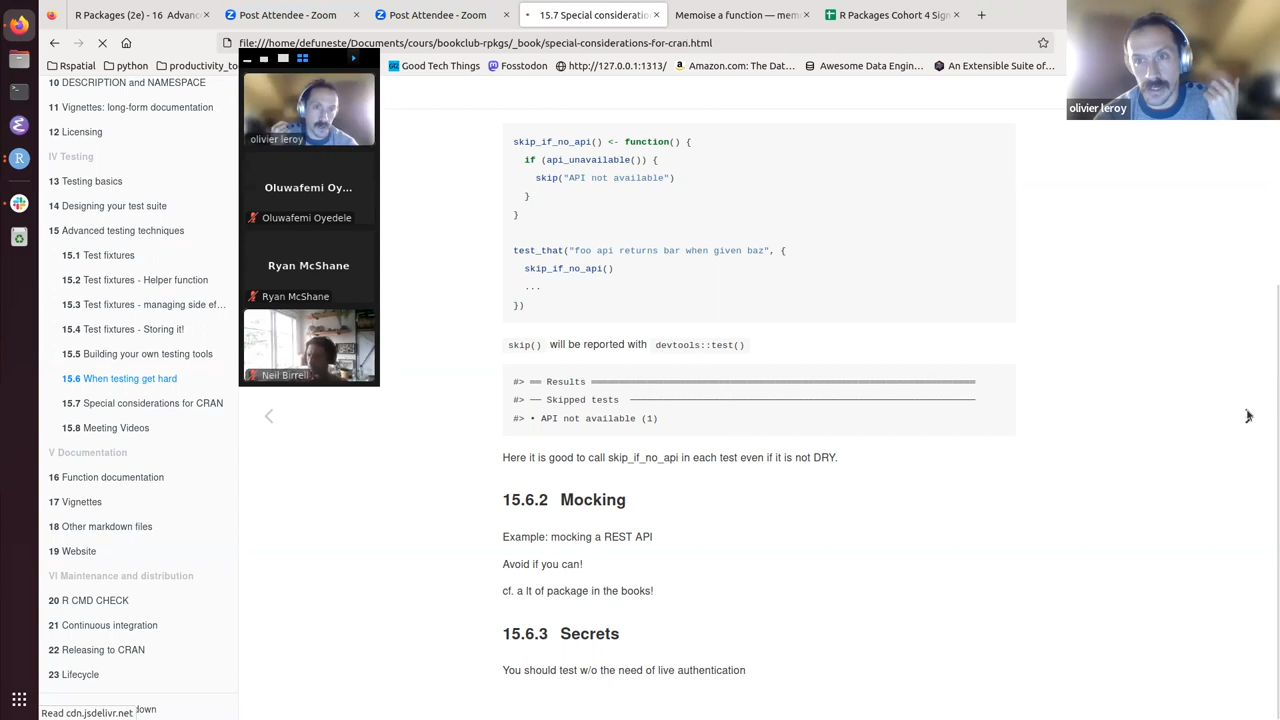 R Packages (2e) - 16 Advanc
Post Attendee - Zoom
Post Attendee - Zoom
15.7 Special consideratio
Memoise a function — mem
R Packages Cohort 4 Sign
file:///home/defuneste/Documents/cours/bookclub-rpkgs/_book/special-considerations-for-cran.html
Rspatial
python
productivity_to
Good Tech Things
Fosstodon
http://127.0.0.1:1313/
Amazon.com: The Dat…
Awesome Data Engin…
An Extensible Suite of…
olivier leroy
10 DESCRIPTION and NAMESPACE
11 Vignettes: long-form documentation
12 Licensing
IV Testing
13 Testing basics
14 Designing your test suite
15 Advanced testing techniques
15.1 Test fixtures
15.2 Test fixtures - Helper function
15.3 Test fixtures - managing side ef…
15.4 Test fixtures - Storing it!
15.5 Building your own testing tools
15.6 When testing get hard
15.7 Special considerations for CRAN
15.8 Meeting Videos
V Documentation
16 Function documentation
17 Vignettes
18 Other markdown files
19 Website
VI Maintenance and distribution
20 R CMD CHECK
21 Continuous integration
22 Releasing to CRAN
23 Lifecycle
down
Read cdn.jsdelivr.net
olivier leroy
Oluwafemi Oy...
Oluwafemi Oyedele
Ryan McShane
Ryan McShane
Neil Birrell
skip_if_no_api() <- function() {
if (api_unavailable()) {
skip("API not available")
}
}
test_that("foo api returns bar when given baz", {
skip_if_no_api()
...
})
skip() will be reported with devtools::test()
#> ══ Results ═════════════════════════════════
#> ── Skipped tests ────────────────────────────
#> • API not available (1)
Here it is good to call skip_if_no_api in each test even if it is not DRY.
15.6.2 Mocking
Example: mocking a REST API
Avoid if you can!
cf. a lt of package in the books!
15.6.3 Secrets
You should test w/o the need of live authentication